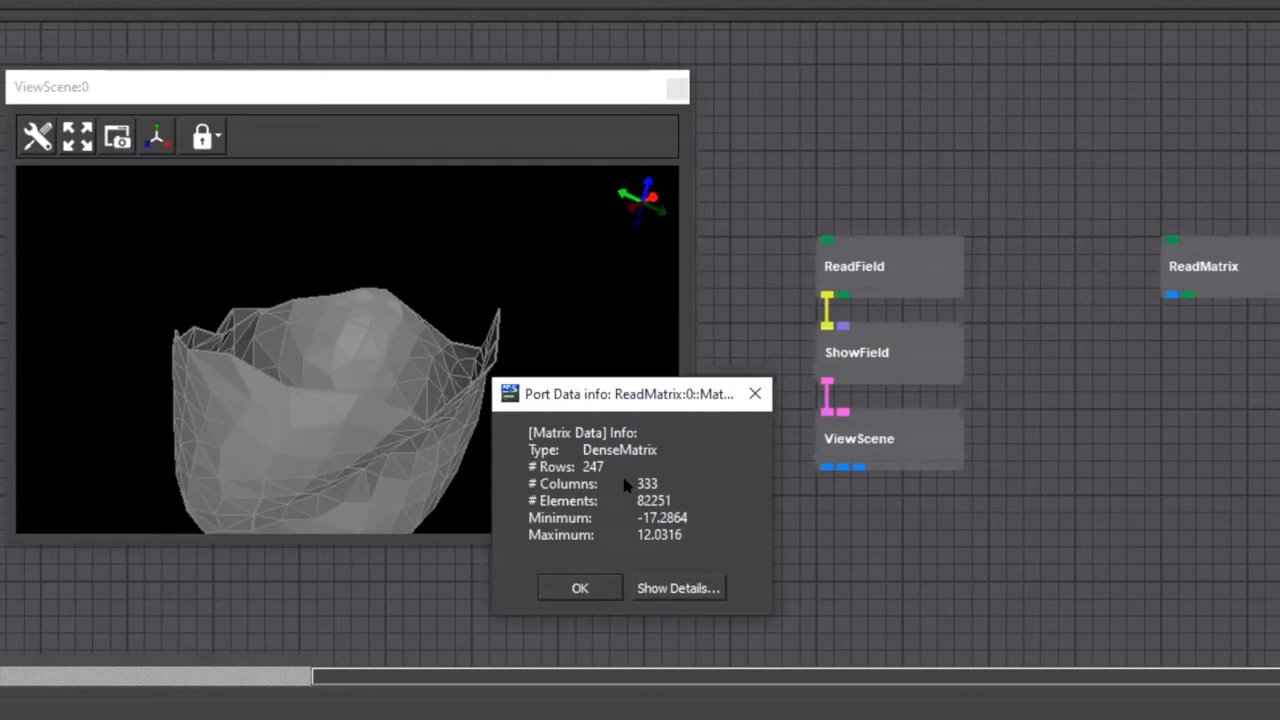 ViewScene:0
ReadField
ReadMatrix
ShowField
ViewScene
Port Data info: ReadMatrix:0::Mat...
[Matrix Data] Info:
Type: DenseMatrix
# Rows: 247
# Columns: 333
# Elements: 82251
Minimum: -17.2864
Maximum: 12.0316
OK
Show Details...